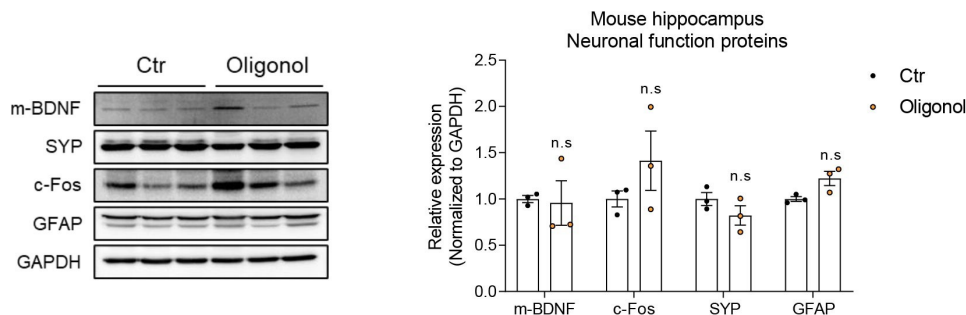 Ctr Oligonol
m-BDNF
SYP
c-Fos
GFAP
GAPDH
Mouse hippocampus
Neuronal function proteins
Relative expression
(Normalized to GAPDH)
2.5
2.0
1.5
1.0
0.5
0.0
n.s
n.s
n.s
n.s
m-BDNF c-Fos SYP GFAP
Ctr
Oligonol